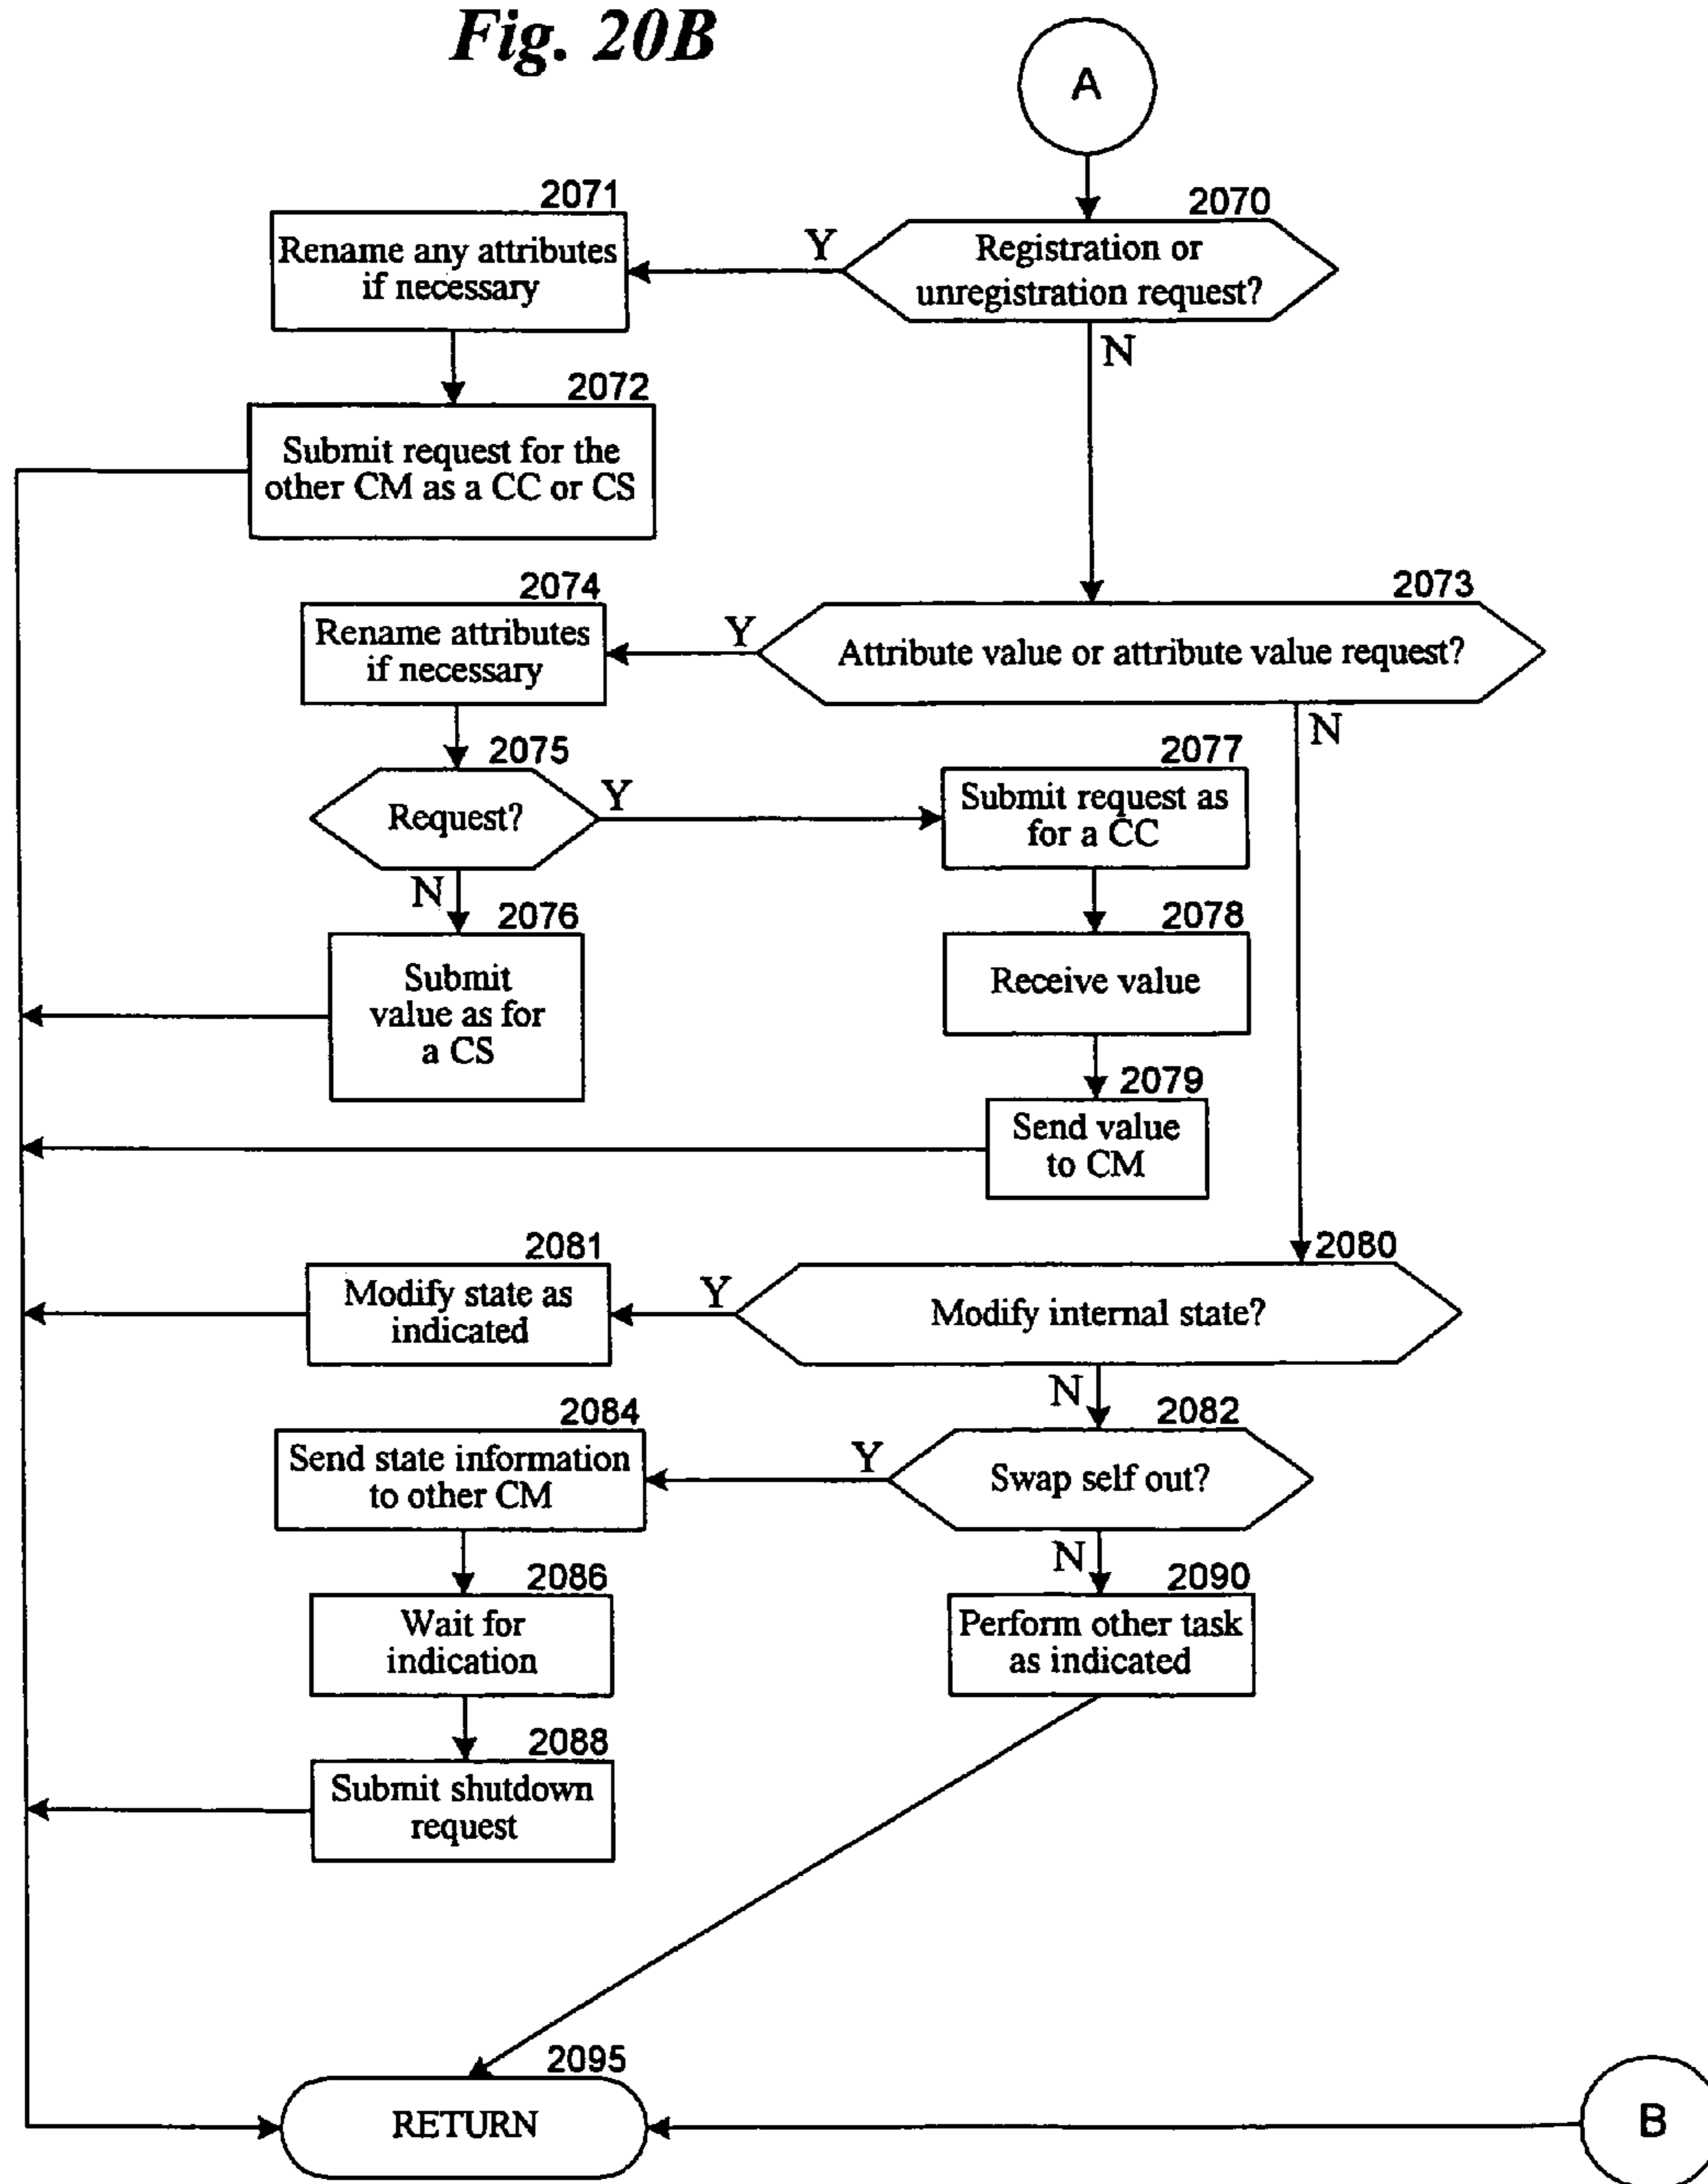 Fig. 20B
A
2070
Registration or
unregistration request?
Y
N
2071
Rename any attributes
if necessary
2072
Submit request for the
other CM as a CC or CS
2073
Attribute value or attribute value request?
Y
N
2074
Rename attributes
if necessary
2075
Request?
Y
N
2076
Submit
value as for
a CS
2077
Submit request as
for a CC
2078
Receive value
2079
Send value
to CM
2080
Modify internal state?
Y
N
2081
Modify state as
indicated
2082
Swap self out?
Y
N
2084
Send state information
to other CM
2086
Wait for
indication
2088
Submit shutdown
request
2090
Perform other task
as indicated
2095
RETURN
B